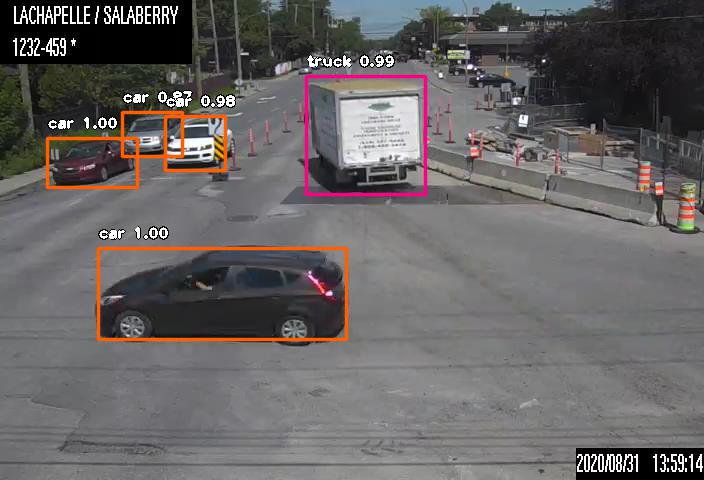 LACHAPELLE / SALABERRY
1232-459 *
truck 0.99
car 0.97
car 0.98
car 1.00
car 1.00
2020/08/31 13:59:14